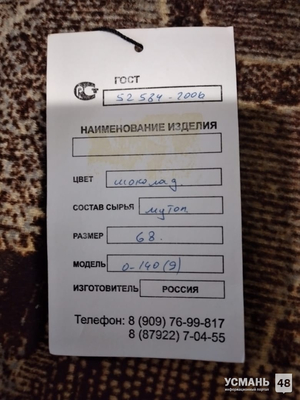 ГОСТ
52 584 - 2006
НАИМЕНОВАНИЕ ИЗДЕЛИЯ
ЦВЕТ шоколад.
СОСТАВ СЫРЬЯ мутон.
РАЗМЕР 68.
МОДЕЛЬ О-140 (9)
ИЗГОТОВИТЕЛЬ РОССИЯ
Телефон: 8 (909) 76-99-817
8 (87922) 7-04-55
УСМАНЬ 48